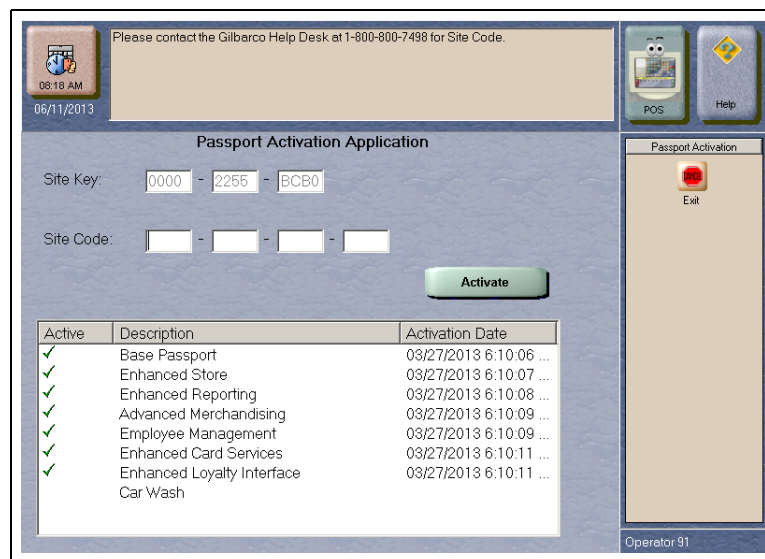 Please contact the Gilbarco Help Desk at 1-800-800-7498 for Site Code.
08:18 AM
06/11/2013
POS
Help
Passport Activation Application
Site Key: 0000 - 2255 - BCB0
Site Code: - - -
Activate
Active Description Activation Date
Base Passport 03/27/2013 6:10:06 ...
Enhanced Store 03/27/2013 6:10:07 ...
Enhanced Reporting 03/27/2013 6:10:08 ...
Advanced Merchandising 03/27/2013 6:10:09 ...
Employee Management 03/27/2013 6:10:09 ...
Enhanced Card Services 03/27/2013 6:10:11 ...
Enhanced Loyalty Interface 03/27/2013 6:10:11 ...
Car Wash
Passport Activation
Exit
Operator 91